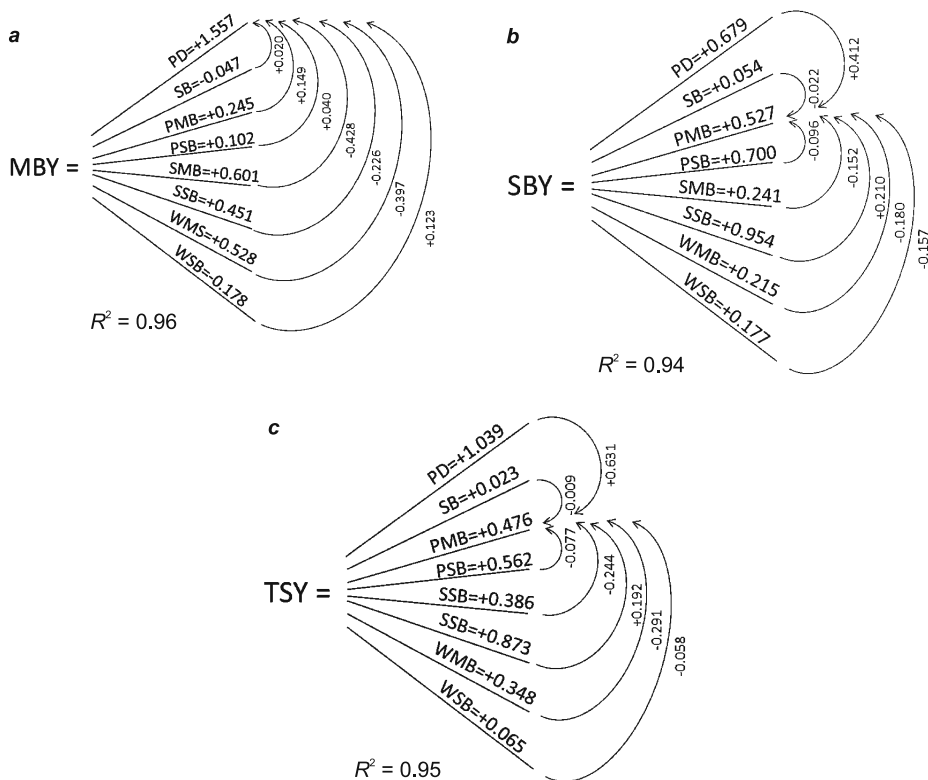 a
PD=+1.557
SB=-0.047
PMB=+0.245
PSB=+0.102
SMB=+0.601
SSB=+0.451
WMS=+0.528
WSB=-0.178
MBY =
+0.020
+0.149
+0.040
-0.428
-0.226
-0.397
+0.123
R² = 0.96
b
PD=+0.679
SB=+0.054
PMB=+0.527
PSB=+0.700
SMB=+0.241
SSB=+0.954
WMB=+0.215
WSB=+0.177
SBY =
+0.412
-0.022
-0.096
-0.152
+0.210
-0.180
-0.157
R² = 0.94
c
PD=+1.039
SB=+0.023
PMB=+0.476
PSB=+0.562
SSB=+0.386
SSB=+0.873
WMB=+0.348
WSB=+0.065
TSY =
+0.631
-0.009
-0.077
-0.244
+0.192
-0.291
-0.058
R² = 0.95